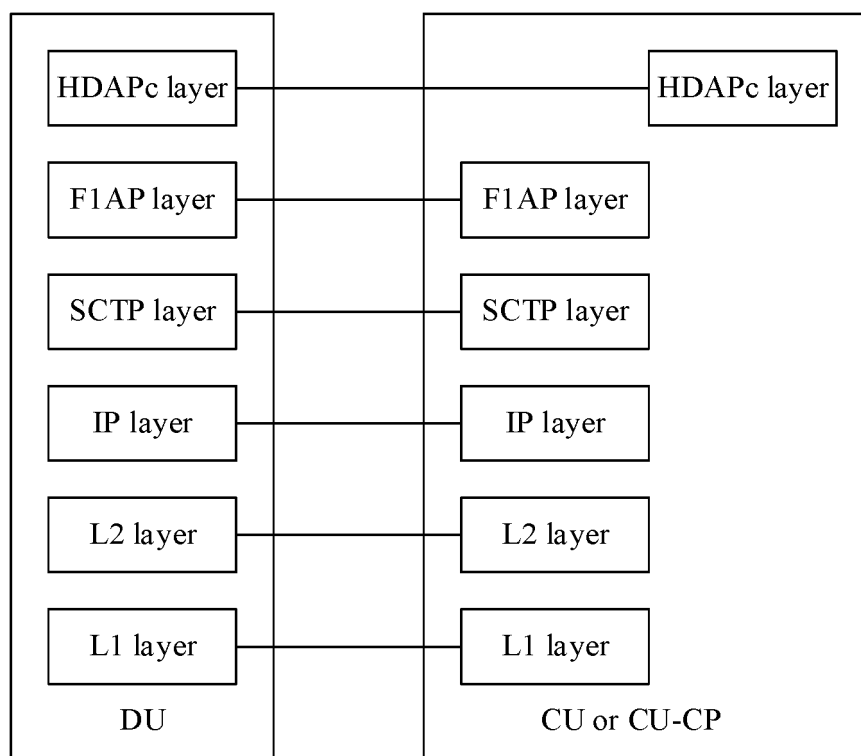 HDAPc layer HDAPc layer
F1AP layer F1AP layer
SCTP layer SCTP layer
IP layer IP layer
L2 layer L2 layer
L1 layer L1 layer
DU CU or CU-CP